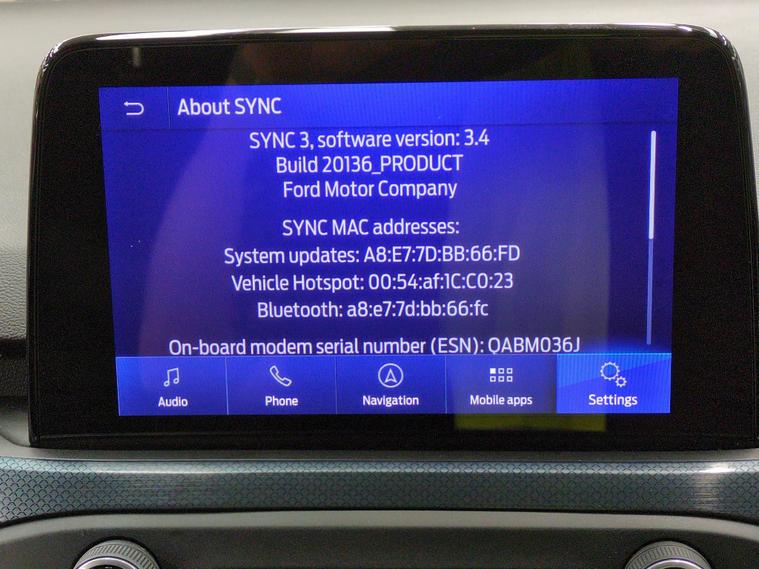 About SYNC
SYNC 3, software version: 3.4
Build 20136_PRODUCT
Ford Motor Company
SYNC MAC addresses:
System updates: A8:E7:7D:BB:66:FD
Vehicle Hotspot: 00:54:af:1C:C0:23
Bluetooth: a8:e7:7d:bb:66:fc
On-board modem serial number (ESN): QABM036J
Audio
Phone
Navigation
Mobile apps
Settings